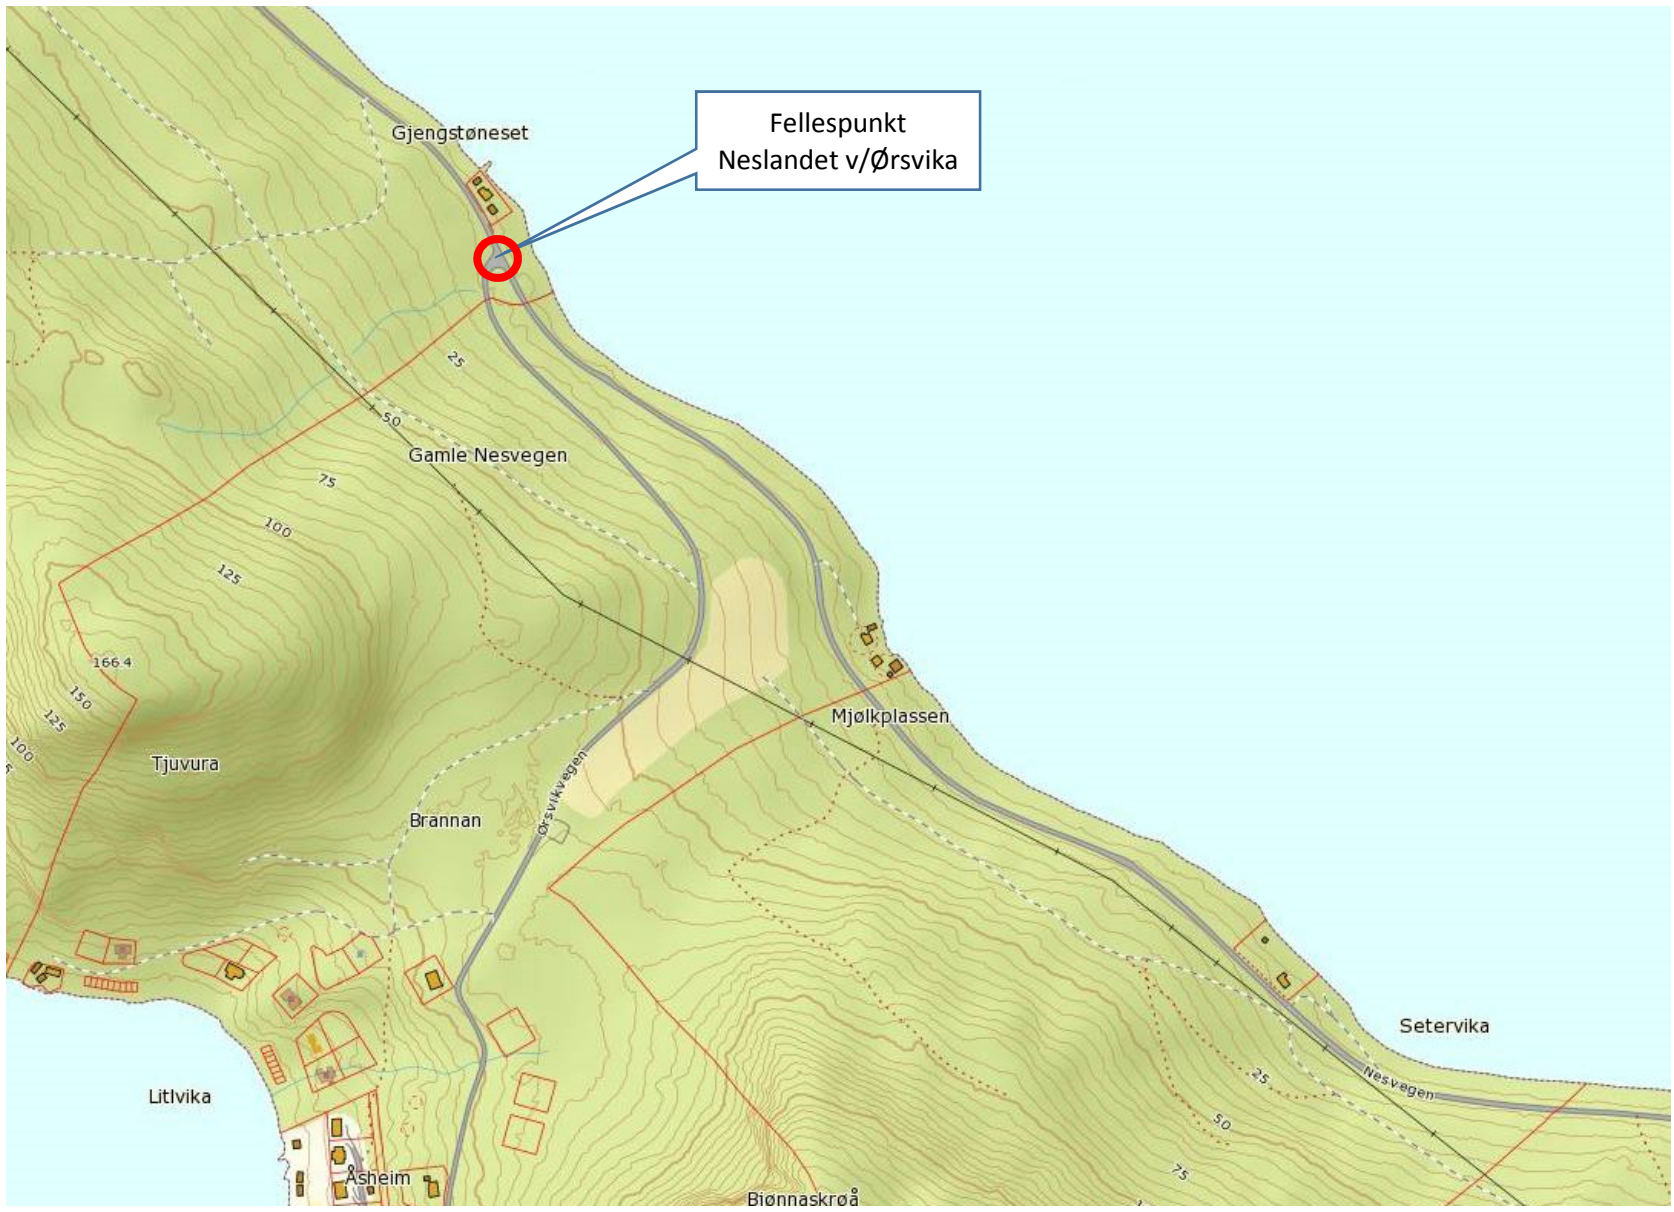 Fellespunkt
Neslandet v/Ørsvika
Gjengstøneset
25
50
Gamle Nesvegen
75
100
125
166.4
150
125
100
Tjuvura
Mjølkplassen
Ørsvikvegen
Brannan
Setervika
Nesvegen
25
50
75
Litlvika
Åsheim
Bjønnaskrøå